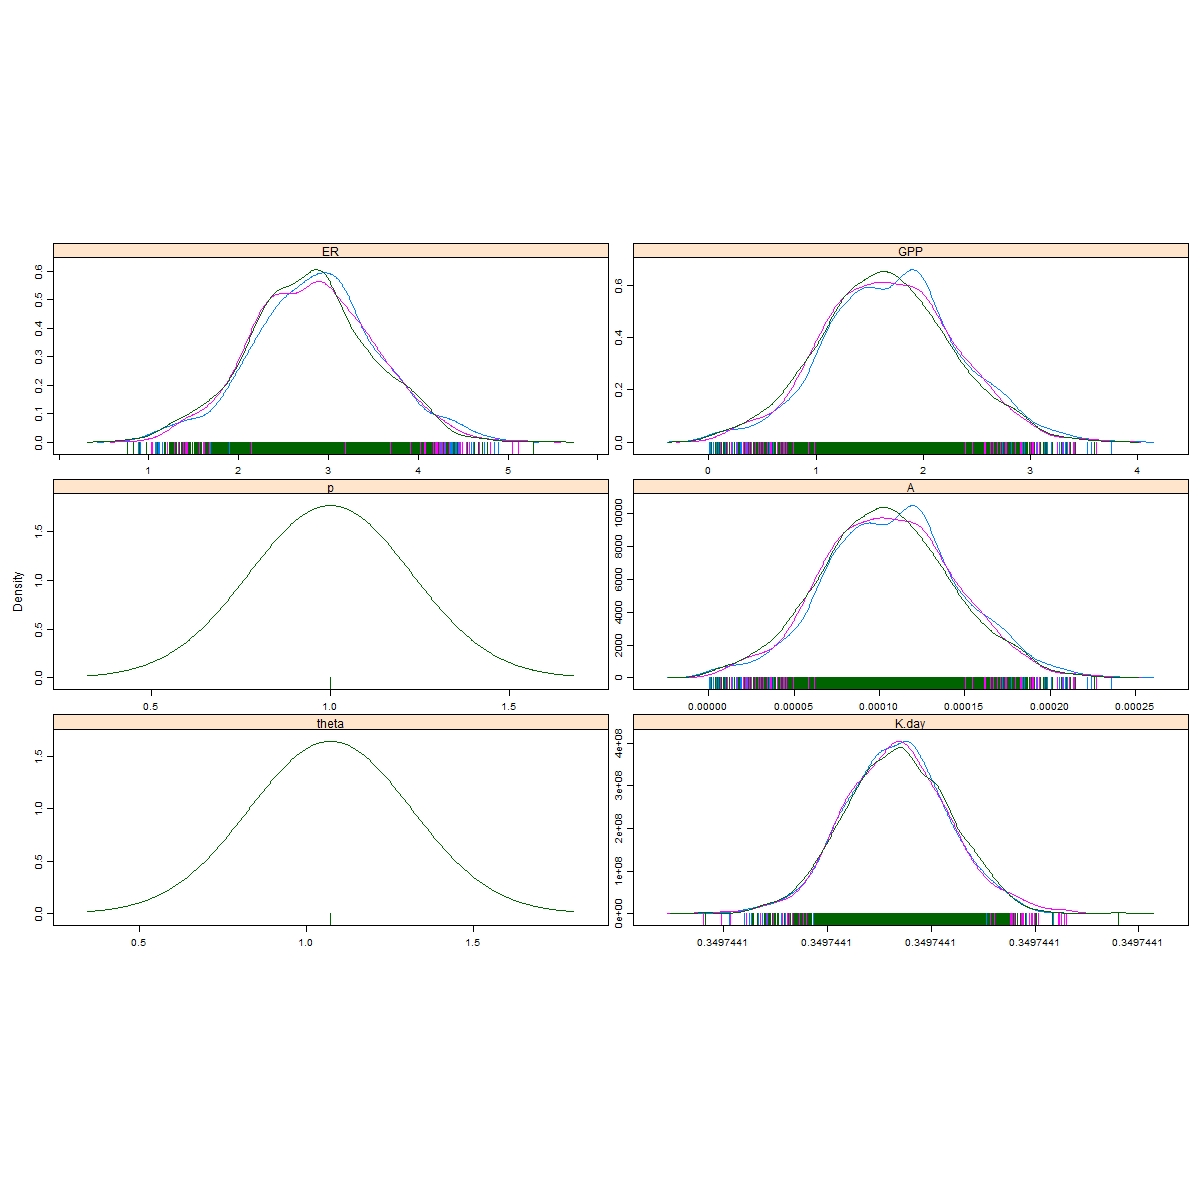 ER
0.0 0.1 0.2 0.3 0.4 0.5 0.6
1 2 3 4 5
GPP
0.0 0.2 0.4 0.6
0 1 2 3 4
p
0.0 0.5 1.0 1.5
0.5 1.0 1.5
A
0 2000 4000 6000 8000 10000
0.00000 0.00005 0.00010 0.00015 0.00020 0.00025
Density
theta
0.0 0.5 1.0 1.5
0.5 1.0 1.5
K.day
0e+00 1e+08 2e+08 3e+08 4e+08
0.3497441 0.3497441 0.3497441 0.3497441 0.3497441